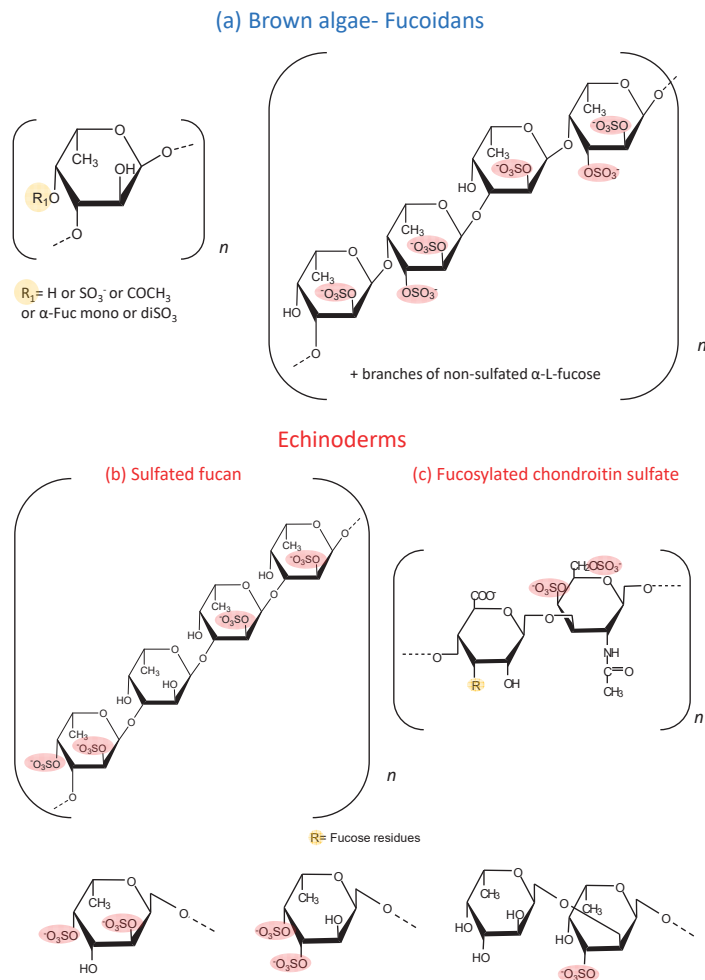 (a) Brown algae- Fucoidans
O
CH₃
OH
O
R₁
O
O
n
R₁= H or SO₃⁻ or COCH₃
or α-Fuc mono or diSO₃
O
O
CH₃
⁻O₃SO
O
OSO₃⁻
O
CH₃
⁻O₃SO
HO
O
O
CH₃
⁻O₃SO
O
OSO₃⁻
O
CH₃
⁻O₃SO
HO
O
O
n
+ branches of non-sulfated α-L-fucose
Echinoderms
(b) Sulfated fucan
O
O
CH₃
⁻O₃SO
HO
O
O
CH₃
⁻O₃SO
HO
O
O
CH₃
HO
HO
O
O
CH₃
⁻O₃SO
⁻O₃SO
O
O
n
(c) Fucosylated chondroitin sulfate
CH₂OSO₃⁻
⁻O₃SO
O
O
COO⁻
O
O
O
NH
R
OH
C=O
CH₃
n
R= Fucose residues
O
O
CH₃
⁻O₃SO
⁻O₃SO
HO
O
O
CH₃
HO
⁻O₃SO
⁻O₃SO
O
O
CH₃
HO
HO
HO
O
O
CH₃
HO
O
⁻O₃SO